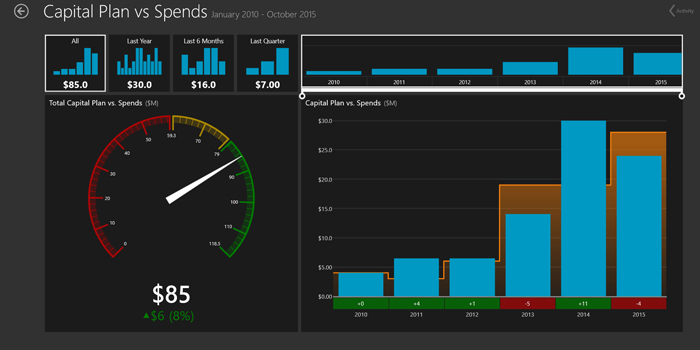 Capital Plan vs Spends January 2010 - October 2015
Activity
All
$85.0
Last Year
$30.0
Last 6 Months
$16.0
Last Quarter
$7.00
2010 2011 2012 2013 2014 2015
Total Capital Plan vs. Spends ($M)
0 10 20 30 40 50 59.3 70 79 90 100 110 118.5
$85
▲$6 (8%)
Capital Plan vs. Spends ($M)
$30.0
$25.0
$20.0
$15.0
$10.0
$5.00
$0.00
+0 +4 +1 -5 +11 -4
2010 2011 2012 2013 2014 2015